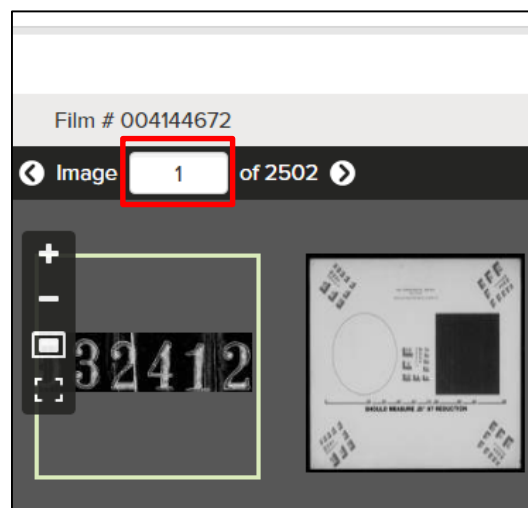 Film # 004144672
Image 1 of 2502
32412
SHOULD MEASURE .20" AT REDUCTION